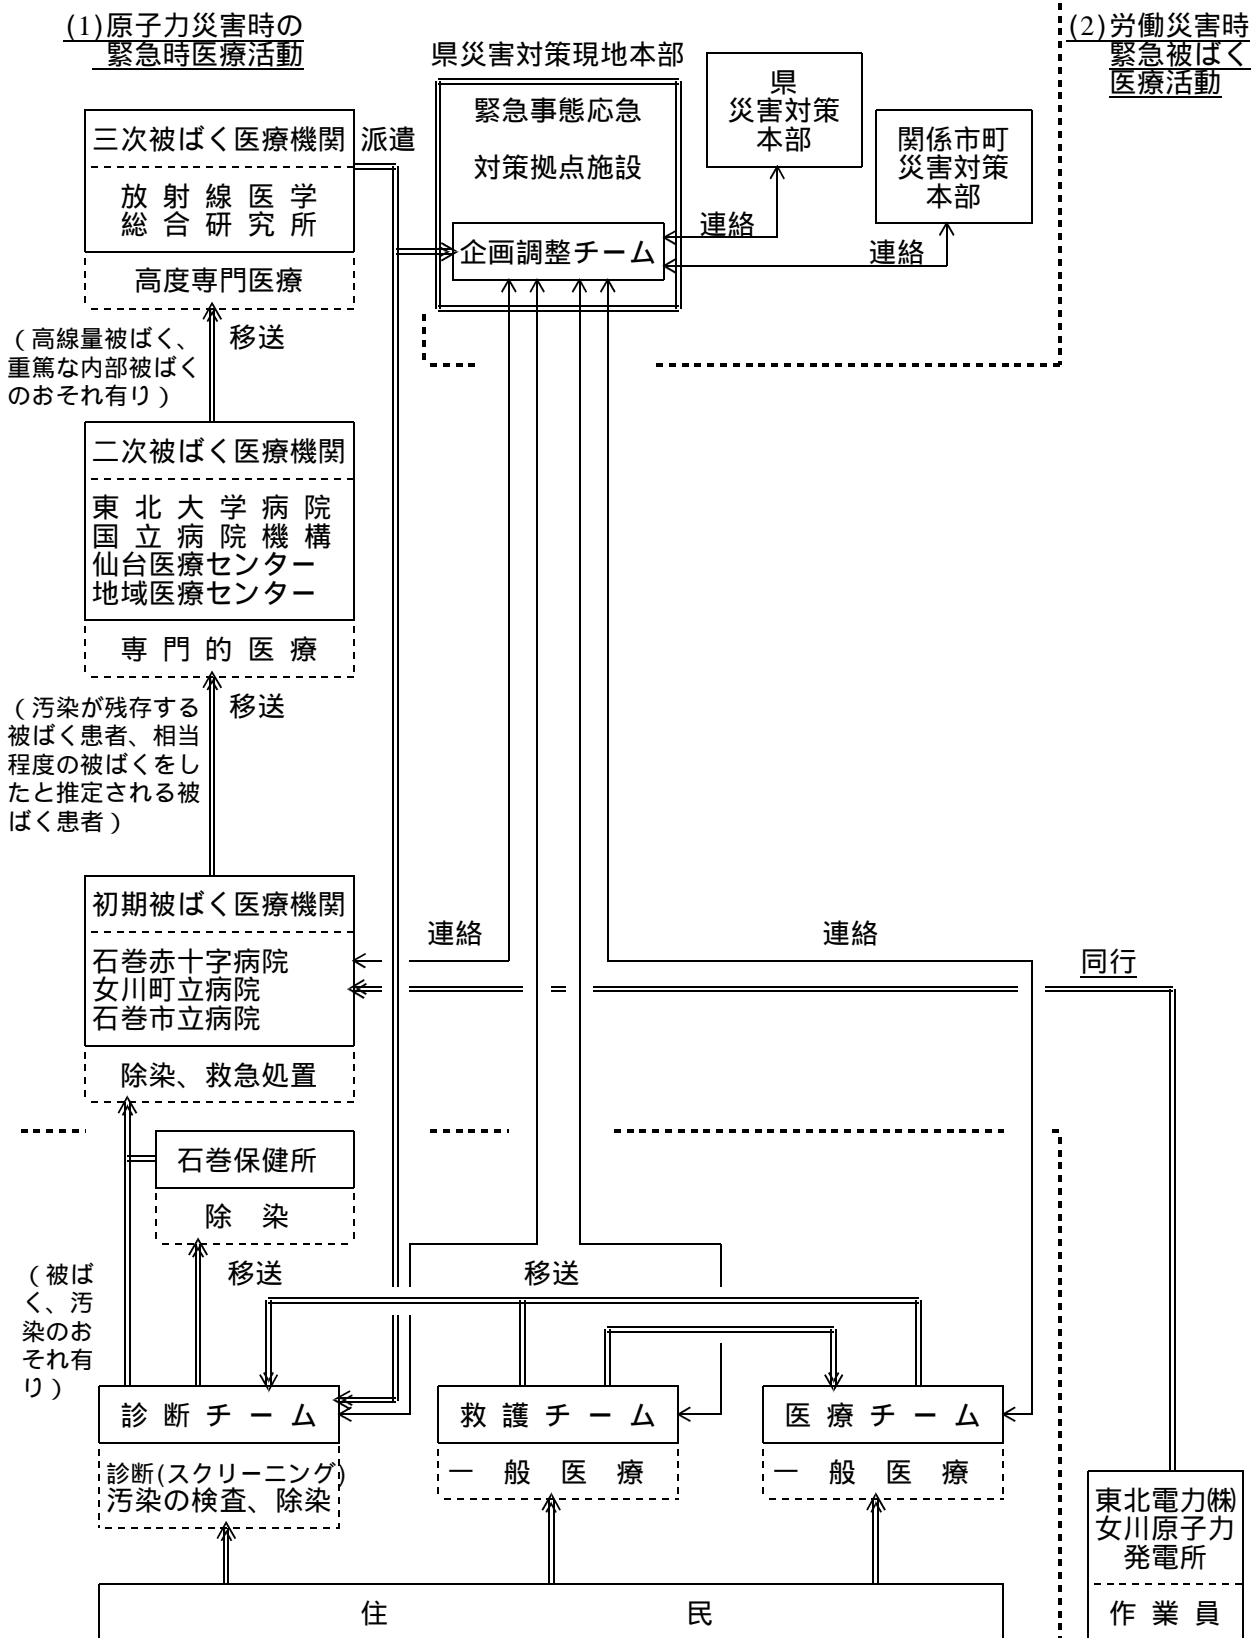 (1)原子力災害時の
緊急時医療活動
(2)労働災害時
緊急被ばく
医療活動
県災害対策現地本部
緊急事態応急
対策拠点施設
企画調整チーム
県
災害対策
本部
関係市町
災害対策
本部
連絡
連絡
三次被ばく医療機関
派遣
放射線医学
総合研究所
高度専門医療
移送
(高線量被ばく、
重篤な内部被ばく
のおそれ有り)
二次被ばく医療機関
東北大学病院
国立病院機構
仙台医療センター
地域医療センター
専門的医療
移送
(汚染が残存する
被ばく患者、相当
程度の被ばくをし
たと推定される被
ばく患者)
初期被ばく医療機関
石巻赤十字病院
女川町立病院
石巻市立病院
除染、救急処置
連絡
連絡
同行
石巻保健所
除 染
移送
移送
(被ば
く、汚
染のお
それ有
り)
診断チーム
診断(スクリーニング)
汚染の検査、除染
救護チーム
一般医療
医療チーム
一般医療
東北電力㈱
女川原子力
発電所
作業員
住 民